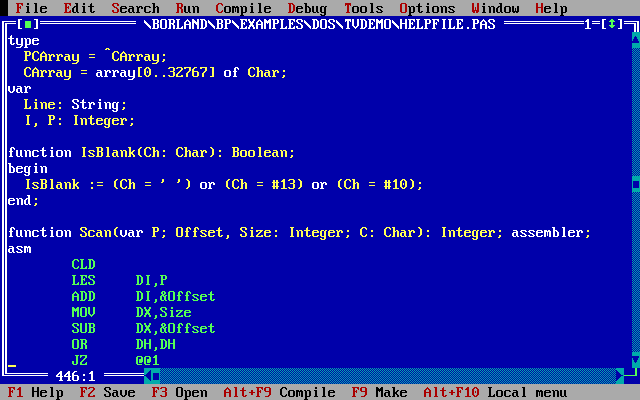 File Edit Search Run Compile Debug Tools Options Window Help
[■] \BORLAND\BP\EXAMPLES\DOS\TVDEMO\HELPFILE.PAS 1=[↕]
type
  PCArray = ^CArray;
  CArray = array[0..32767] of Char;
var
  Line: String;
  I, P: Integer;

function IsBlank(Ch: Char): Boolean;
begin
  IsBlank := (Ch = ' ') or (Ch = #13) or (Ch = #10);
end;

function Scan(var P; Offset, Size: Integer; C: Char): Integer; assembler;
asm
        CLD
        LES     DI,P
        ADD     DI,&Offset
        MOV     DX,Size
        SUB     DX,&Offset
        OR      DH,DH
        JZ      @@1
446:1
F1 Help F2 Save F3 Open Alt+F9 Compile F9 Make Alt+F10 Local menu